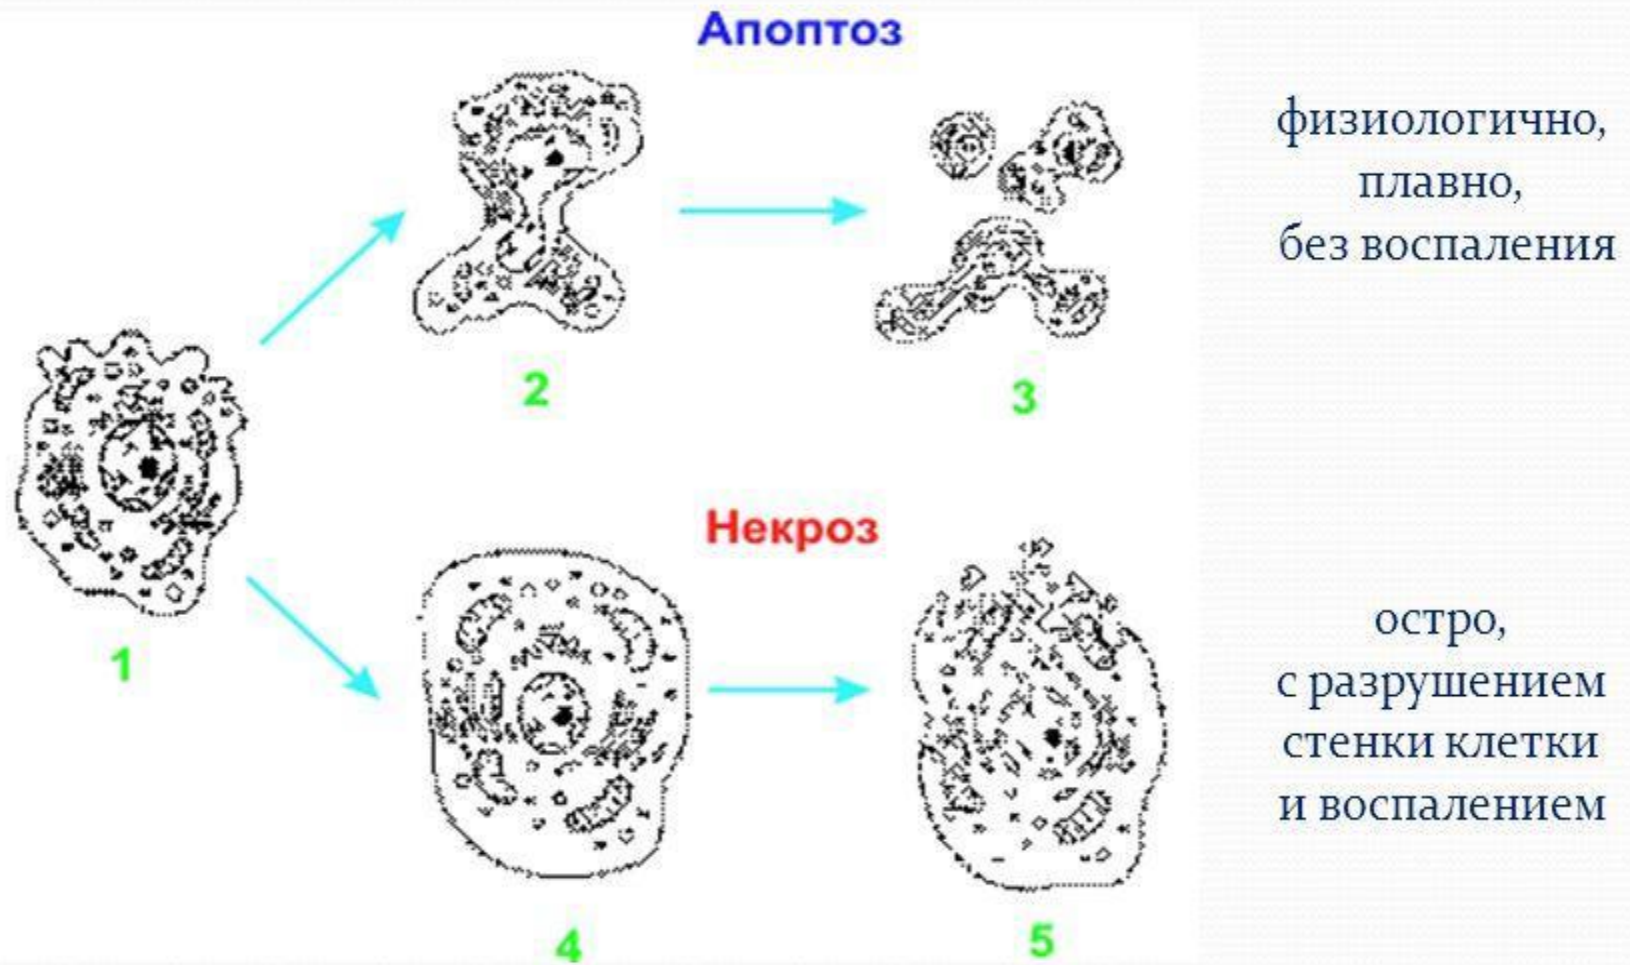 Апоптоз
физиологично,
плавно,
без воспаления
2
3
1
Некроз
остро,
с разрушением
стенки клетки
и воспалением
4
5